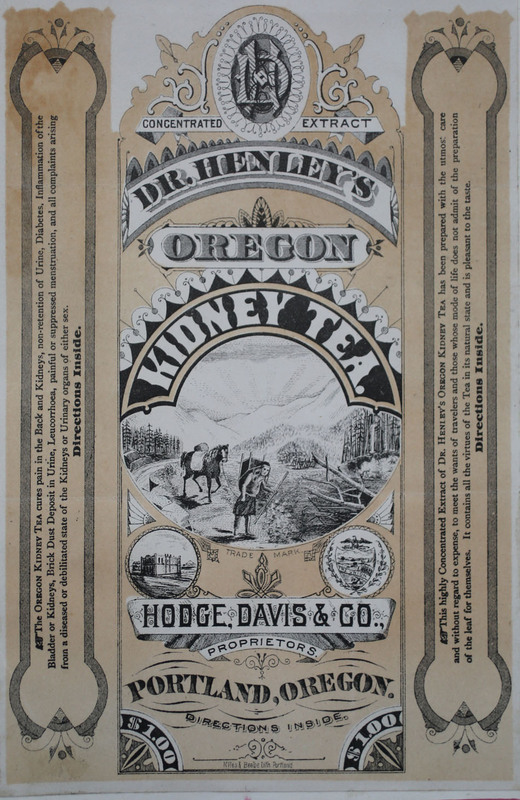 ☞The OREGON KIDNEY TEA cures pain in the Back and Kidneys, non-retention of Urine, Diabetes, Inflammation of the
Bladder or Kidneys, Brick Dust Deposit in Urine, Leucorrhoea, painful or suppressed menstruation, and all complaints arising
from a diseased or debilitated state of the Kidneys or Urinary organs of either sex.
Directions Inside.
CONCENTRATED EXTRACT
DR. HENLEY'S
OREGON
KIDNEY TEA.
TRADE MARK.
HODGE, DAVIS & CO.,
PROPRIETORS
PORTLAND, OREGON.
DIRECTIONS INSIDE.
$1.00 $1.00
Lith. Portland
☞This highly Concentrated Extract of DR. HENLEY'S OREGON KIDNEY TEA has been prepared with the utmost care
and without regard to expense, to meet the wants of travelers and those whose mode of life does not admit of the preparation
of the leaf for themselves. It contains all the virtues of the Tea in its natural state and is pleasant to the taste.
Directions Inside.